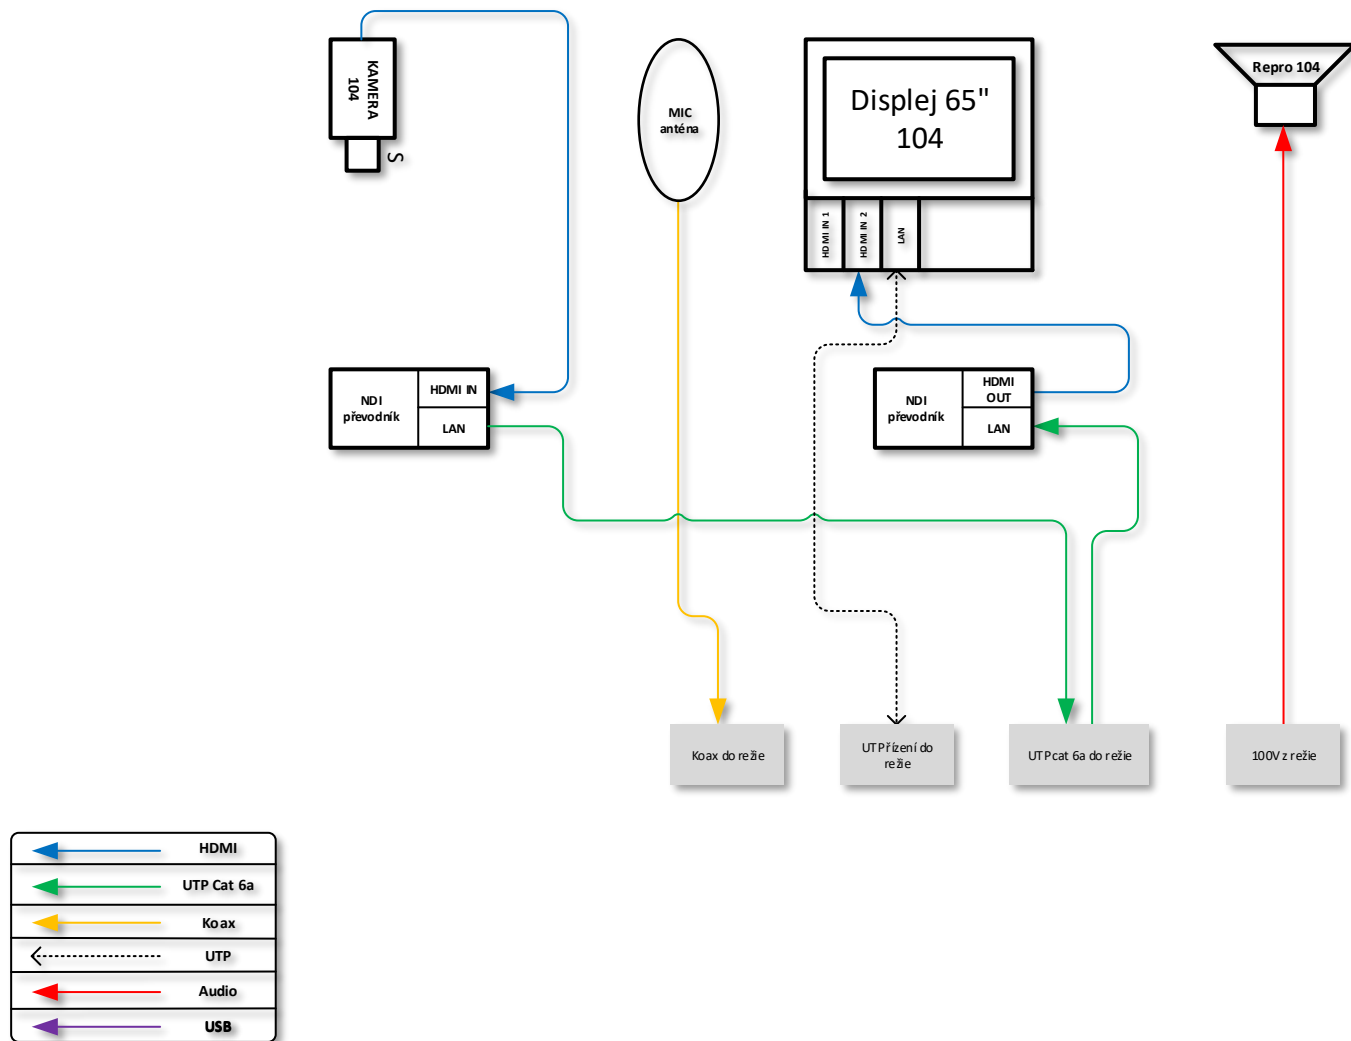 KAMERA
104
S
MIC
anténa
Displej 65"
104
HDMI IN 1
HDMI IN 2
LAN
Repro 104
NDI
převodník
HDMI IN
LAN
NDI
převodník
HDMI
OUT
LAN
Koax do režie
UTP řízení do
režie
UTP cat 6a do režie
100V z režie
HDMI
UTP Cat 6a
Koax
UTP
Audio
USB